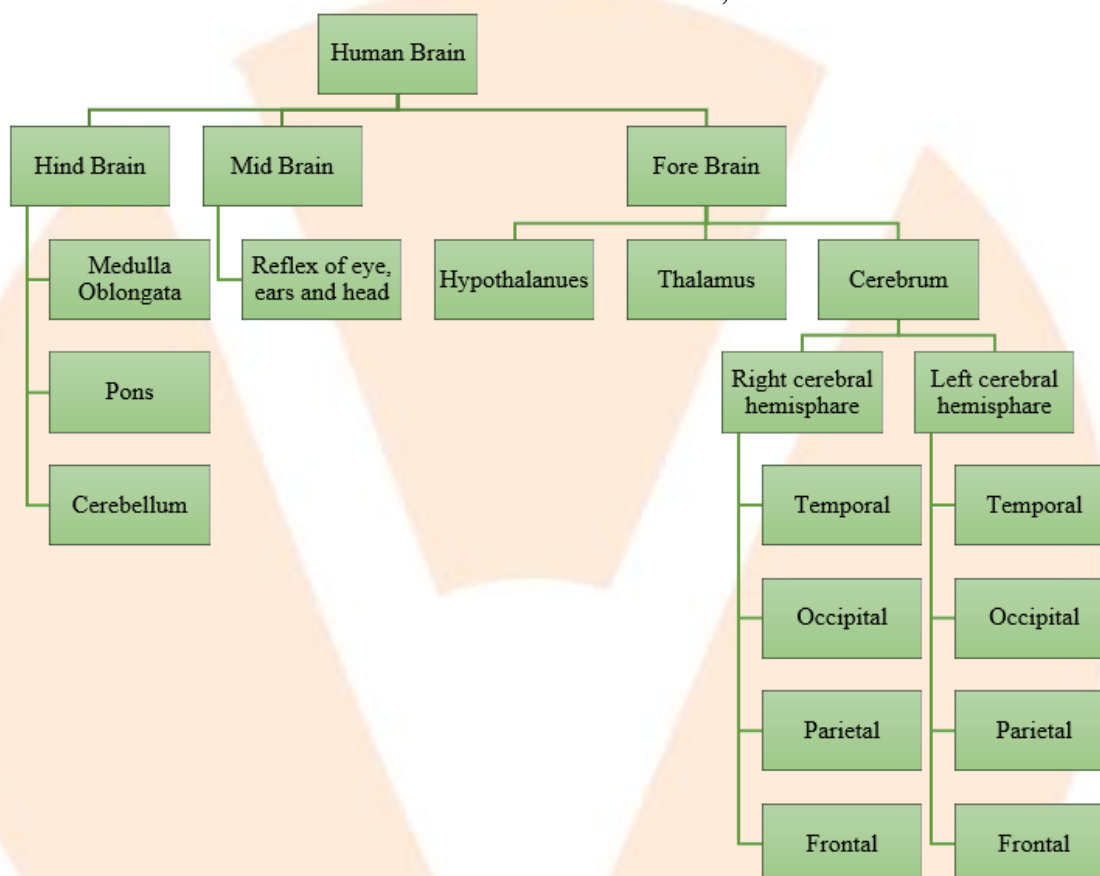 Human Brain
Hind Brain
Mid Brain
Fore Brain
Medulla
Oblongata
Reflex of eye,
ears and head
Hypothalanues
Thalamus
Cerebrum
Pons
Right cerebral
hemisphare
Left cerebral
hemisphare
Cerebellum
Temporal
Temporal
Occipital
Occipital
Parietal
Parietal
Frontal
Frontal